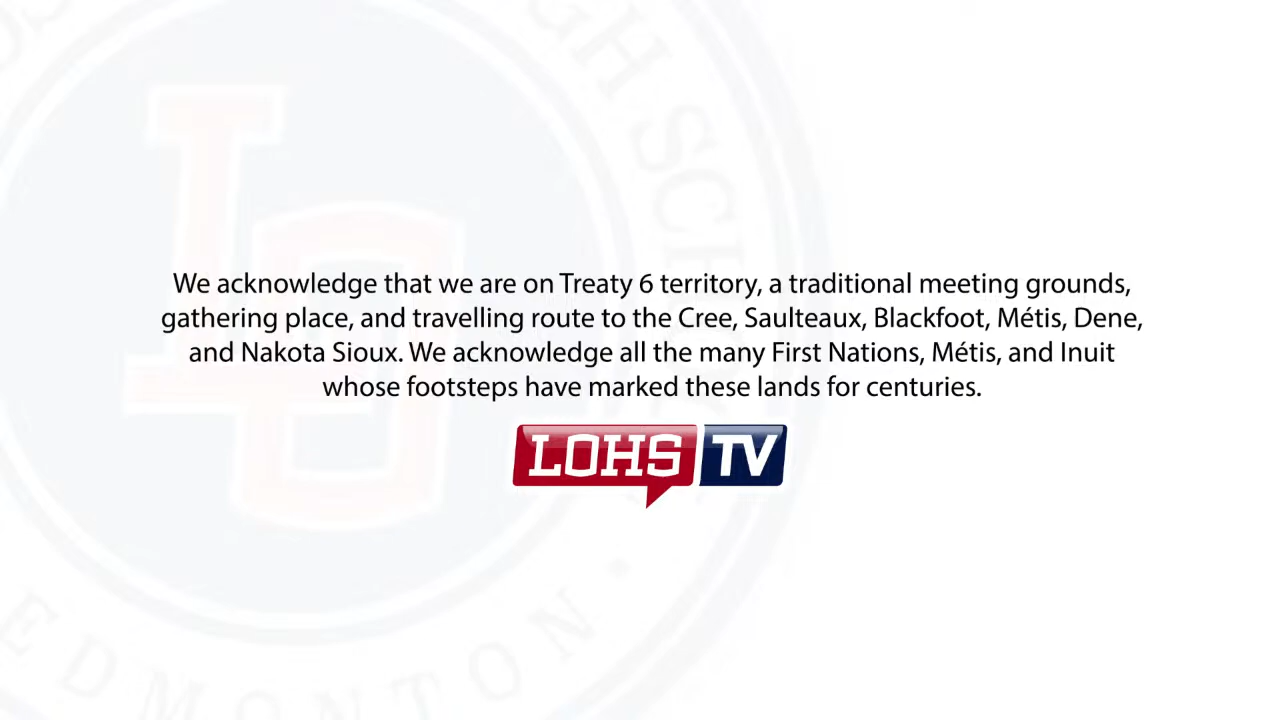 We acknowledge that we are on Treaty 6 territory, a traditional meeting grounds,
gathering place, and travelling route to the Cree, Saulteaux, Blackfoot, Métis, Dene,
and Nakota Sioux. We acknowledge all the many First Nations, Métis, and Inuit
whose footsteps have marked these lands for centuries.
LOHS TV
LO
EDMONTON